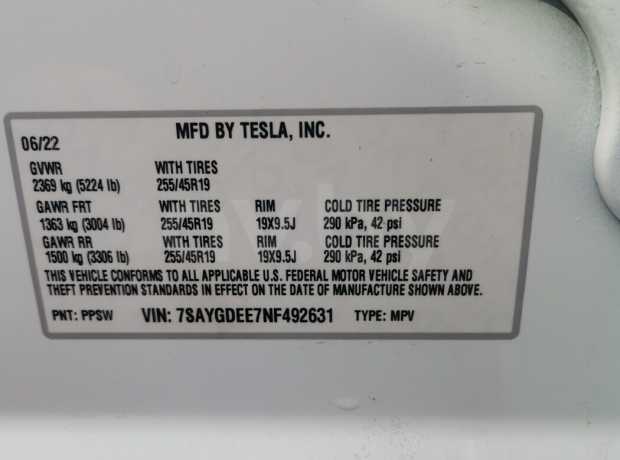 06/22 MFD BY TESLA, INC.
GVWR WITH TIRES
2369 kg (5224 lb) 255/45R19
GAWR FRT WITH TIRES RIM COLD TIRE PRESSURE
1363 kg (3004 lb) 255/45R19 19X9.5J 290 kPa, 42 psi
GAWR RR WITH TIRES RIM COLD TIRE PRESSURE
1500 kg (3306 lb) 255/45R19 19X9.5J 290 kPa, 42 psi
THIS VEHICLE CONFORMS TO ALL APPLICABLE U.S. FEDERAL MOTOR VEHICLE SAFETY AND
THEFT PREVENTION STANDARDS IN EFFECT ON THE DATE OF MANUFACTURE SHOWN ABOVE.
PNT: PPSW VIN: 7SAYGDEE7NF492631 TYPE: MPV